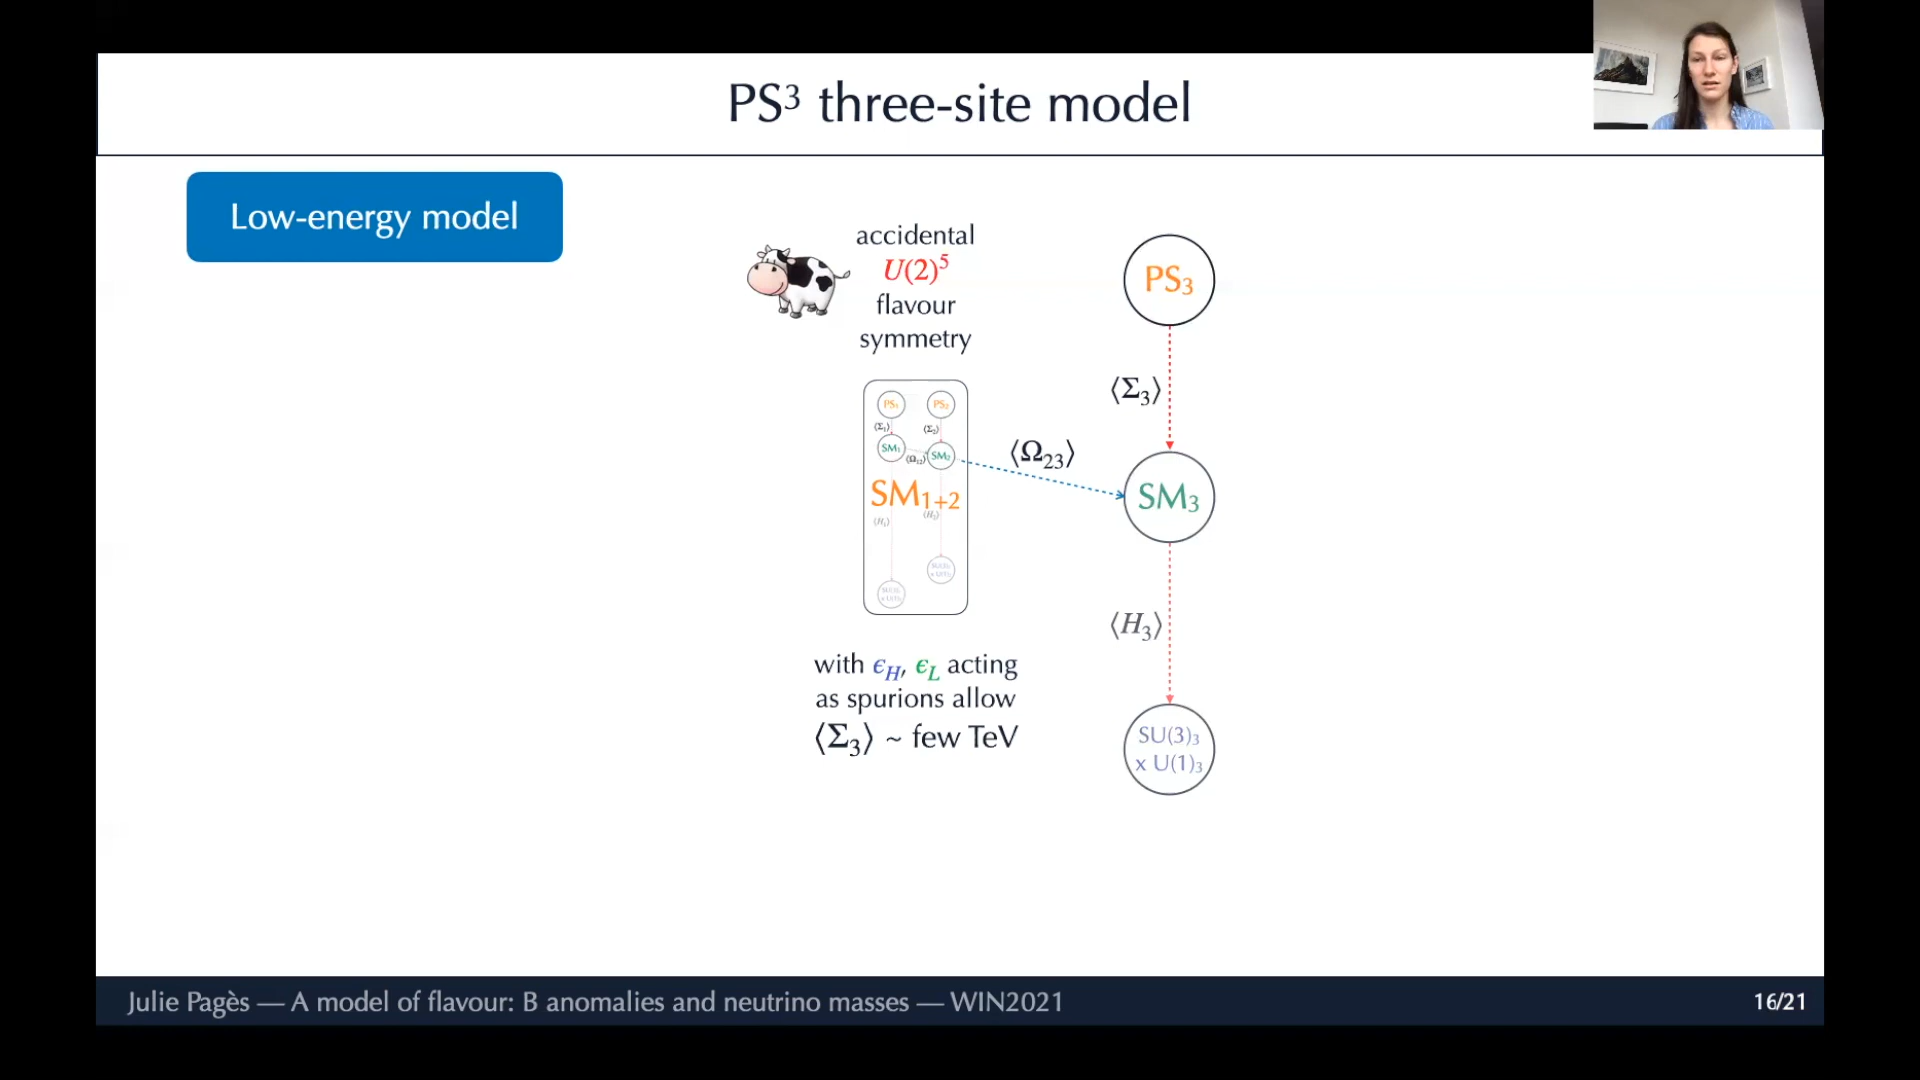 PS³ three-site model
Low-energy model
accidental
U(2)⁵
flavour
symmetry
PS₃
⟨Σ₃⟩
PS₁ PS₂
⟨Σ₁⟩ ⟨Σ₂⟩
SM₁ ⟨Ω₁₂⟩ SM₂
⟨Ω₂₃⟩
SM₁₊₂
SM₃
⟨H₁⟩ ⟨H₂⟩
⟨H₃⟩
with ϵ_H, ϵ_L acting
as spurions allow
⟨Σ₃⟩ ~ few TeV
SU(3)₃
x U(1)₃
Julie Pagès — A model of flavour: B anomalies and neutrino masses — WIN2021
16/21